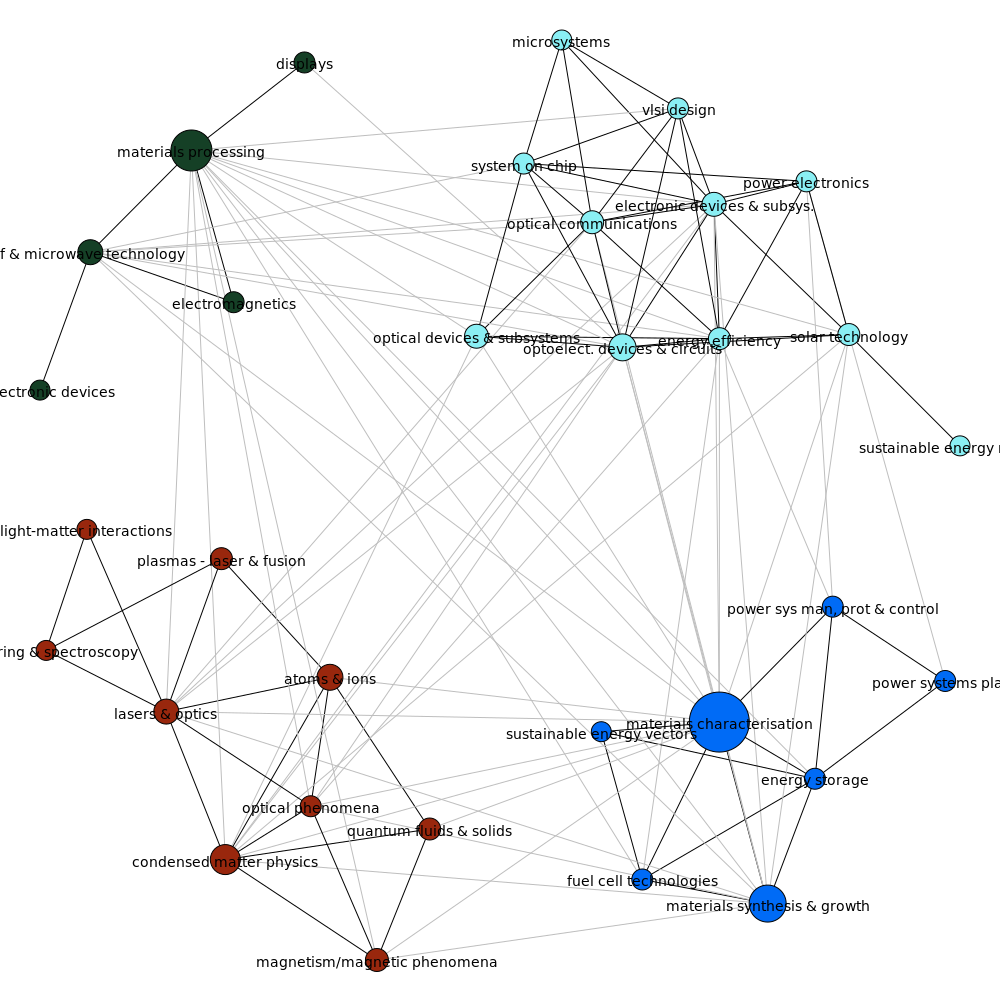 microsystems
displays
vlsi design
materials processing
system on chip
power electronics
electronic devices & subsys.
optical communications
f & microwave technology
electromagnetics
optical devices & subsystems
optoelect. devices & circuits
energy efficiency
solar technology
ectronic devices
sustainable energy
light-matter interactions
plasmas - laser & fusion
power sys man, prot & control
ring & spectroscopy
atoms & ions
power systems pla
lasers & optics
materials characterisation
sustainable energy vectors
energy storage
optical phenomena
quantum fluids & solids
condensed matter physics
fuel cell technologies
materials synthesis & growth
magnetism/magnetic phenomena